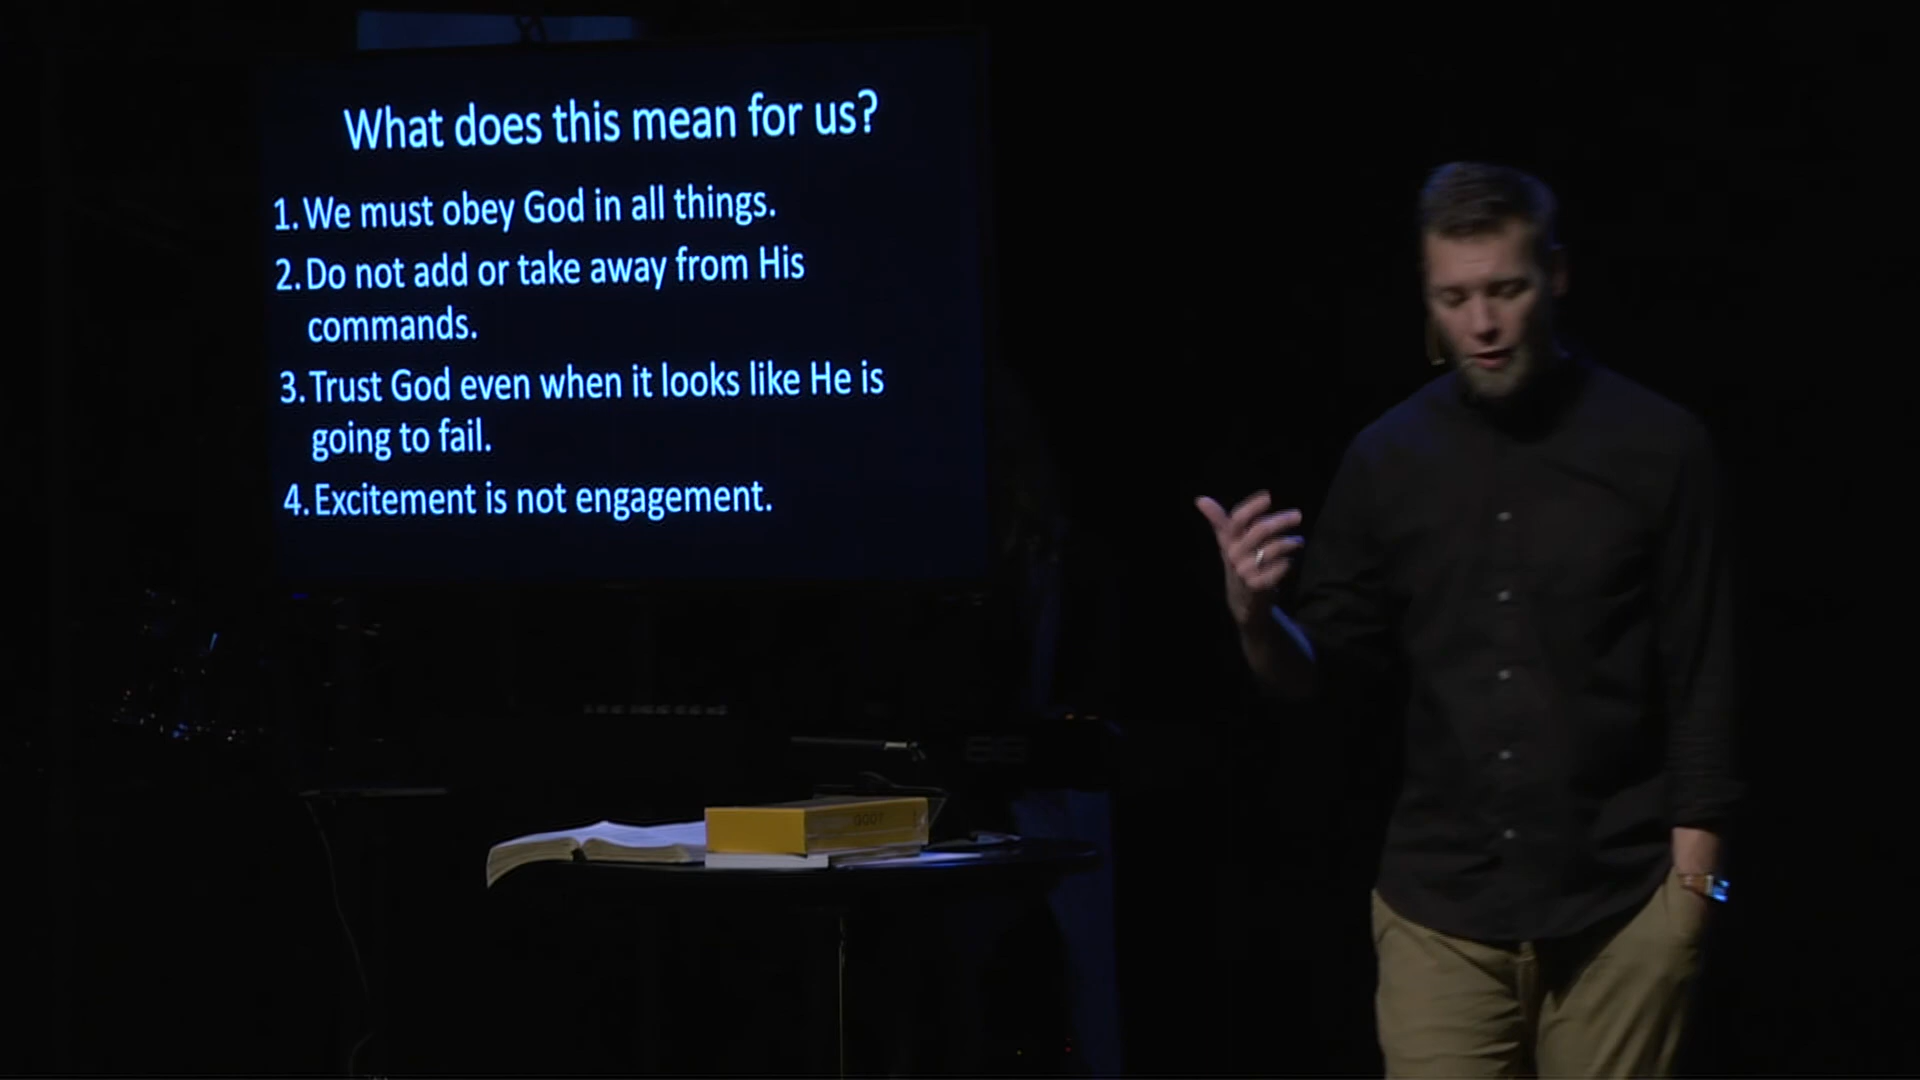 What does this mean for us?
1. We must obey God in all things.
2. Do not add or take away from His
commands.
3. Trust God even when it looks like He is
going to fail.
4. Excitement is not engagement.